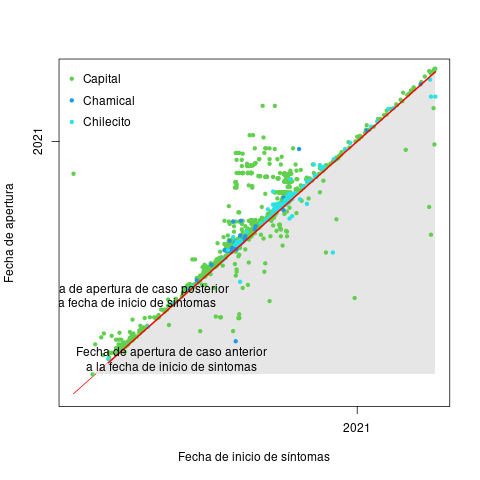 Capital
Chamical
Chilecito
2021
Fecha de apertura
a de apertura de caso posterior
a fecha de inicio de síntomas
Fecha de apertura de caso anterior
a la fecha de inicio de sintomas
2021
Fecha de inicio de síntomas